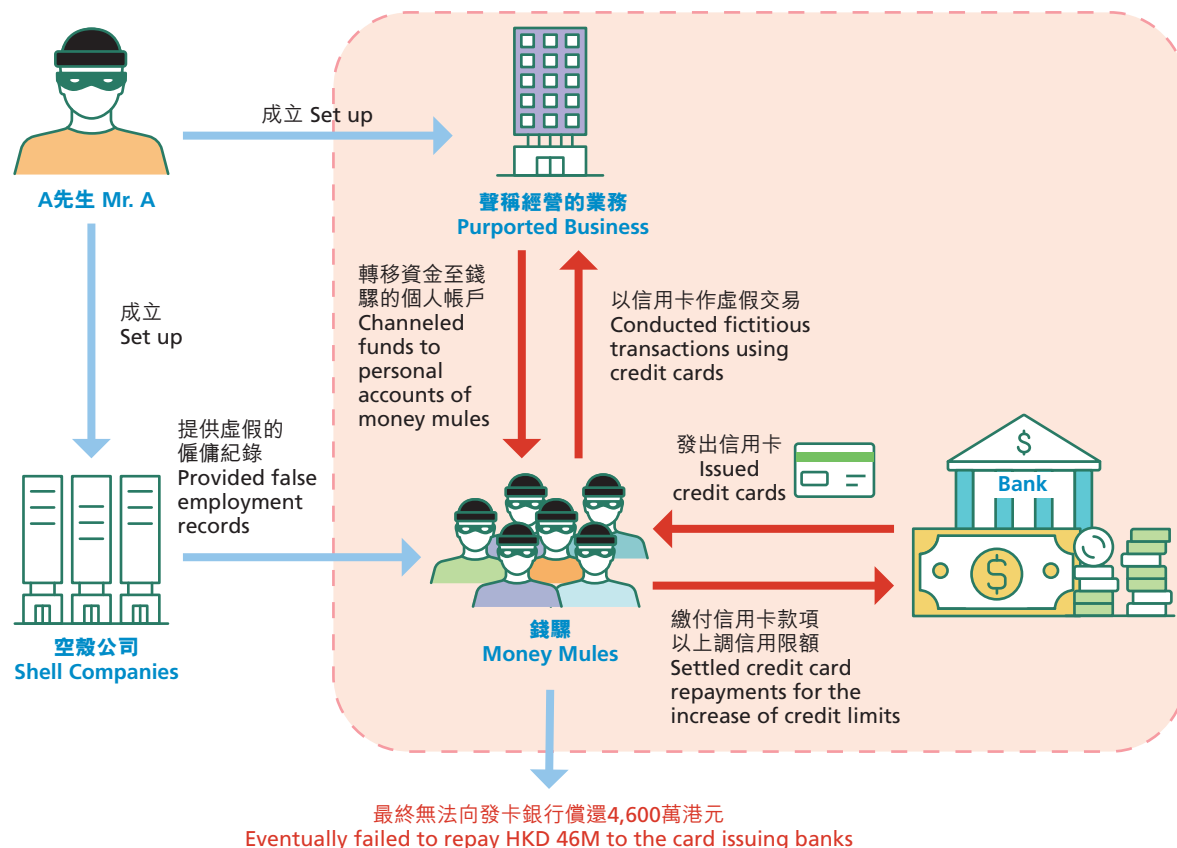 成立 Set up
A先生 Mr. A
聲稱經營的業務
Purported Business
成立
Set up
轉移資金至錢
騾的個人帳戶
Channeled
funds to
personal
accounts of
money mules
以信用卡作虛假交易
Conducted fictitious
transactions using
credit cards
提供虛假的
僱傭紀錄
Provided false
employment
records
發出信用卡
Issued
credit cards
$
Bank
$
空殼公司
Shell Companies
錢騾
Money Mules
繳付信用卡款項
以上調信用限額
Settled credit card
repayments for the
increase of credit limits
最終無法向發卡銀行償還4,600萬港元
Eventually failed to repay HKD 46M to the card issuing banks